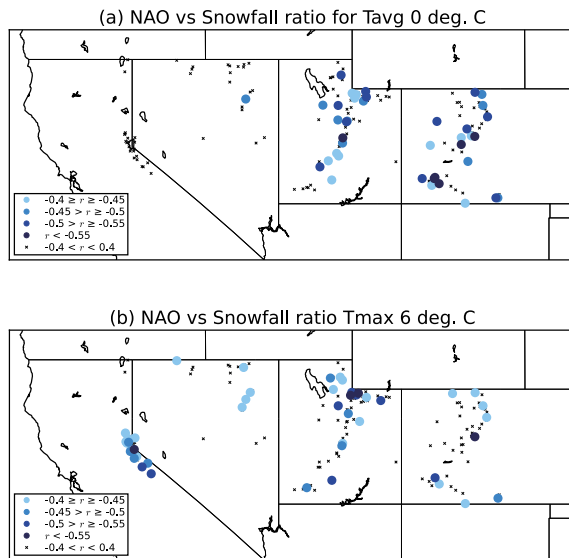 (a) NAO vs Snowfall ratio for Tavg 0 deg. C
-0.4 ≥ r ≥ -0.45
-0.45 > r ≥ -0.5
-0.5 > r ≥ -0.55
r < -0.55
-0.4 < r < 0.4
(b) NAO vs Snowfall ratio Tmax 6 deg. C
-0.4 ≥ r ≥ -0.45
-0.45 > r ≥ -0.5
-0.5 > r ≥ -0.55
r < -0.55
-0.4 < r < 0.4